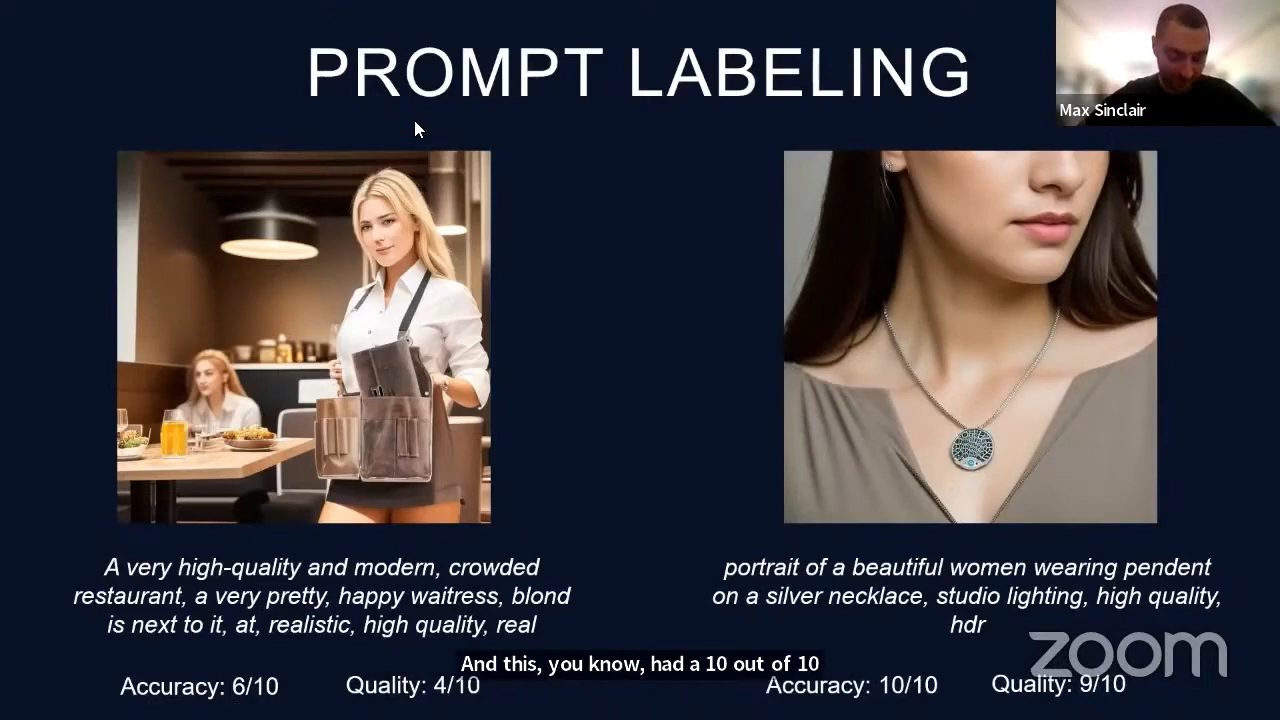 PROMPT LABELING
Max Sinclair
A very high-quality and modern, crowded
restaurant, a very pretty, happy waitress, blond
is next to it, at, realistic, high quality, real
Accuracy: 6/10
Quality: 4/10
portrait of a beautiful women wearing pendent
on a silver necklace, studio lighting, high quality,
hdr
Accuracy: 10/10
Quality: 9/10
And this, you know, had a 10 out of 10
zoom